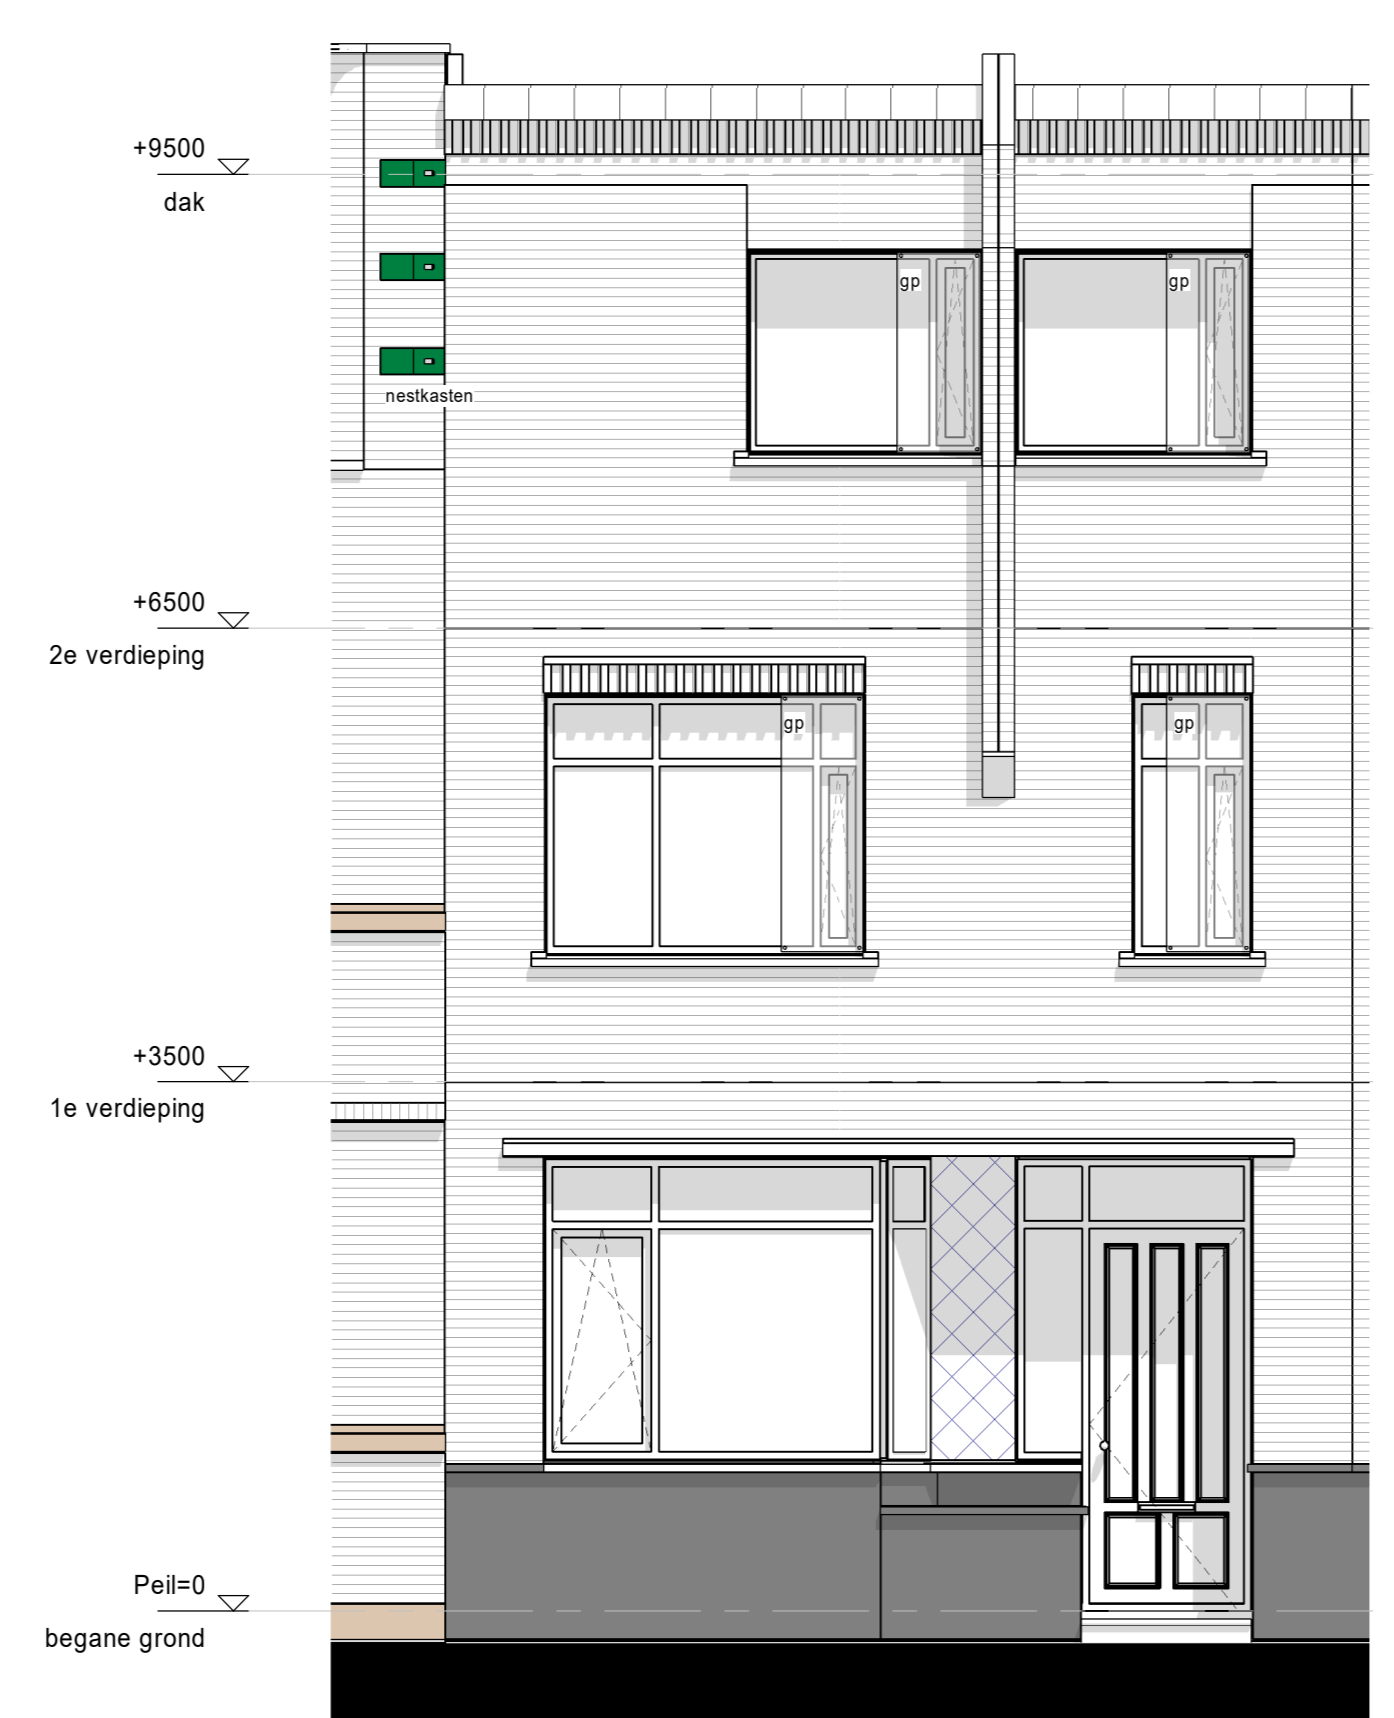 +9500
dak
gp
gp
nestkasten
+6500
2e verdieping
gp
gp
+3500
1e verdieping
Peil=0
begane grond